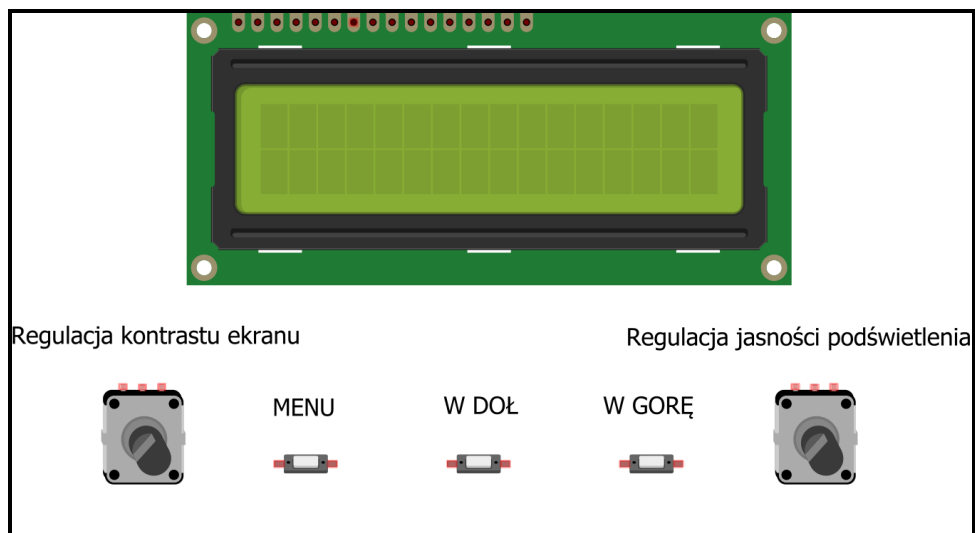 Regulacja kontrastu ekranu
Regulacja jasności podświetlenia
MENU
W DOŁ
W GORĘ